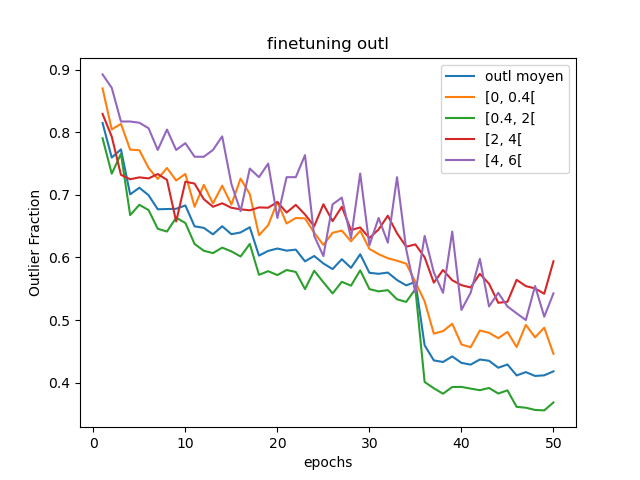 finetuning outl
outl moyen
[0, 0.4[
[0.4, 2[
[2, 4[
[4, 6[
Outlier Fraction
0.9
0.8
0.7
0.6
0.5
0.4
0 10 20 30 40 50
epochs